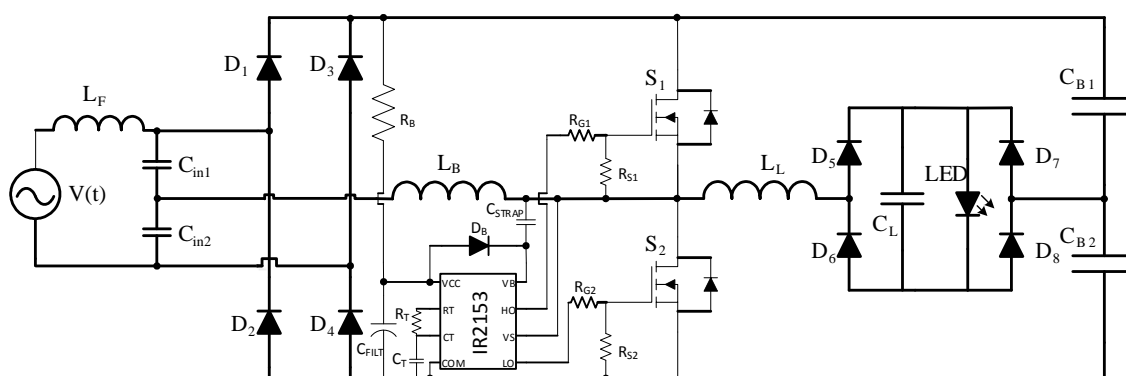 D1
D3
S1
CB1
LF
RB
RG1
Cin1
LB
RS1
LL
D5
D7
LED
V(t)
CSTRAP
Cin2
DB
S2
D6
CL
D8
CB2
VCC
VB
RG2
D2
D4
RT
RT
HO
CT
IR2153
VS
CFILT
CT
COM
LO
RS2